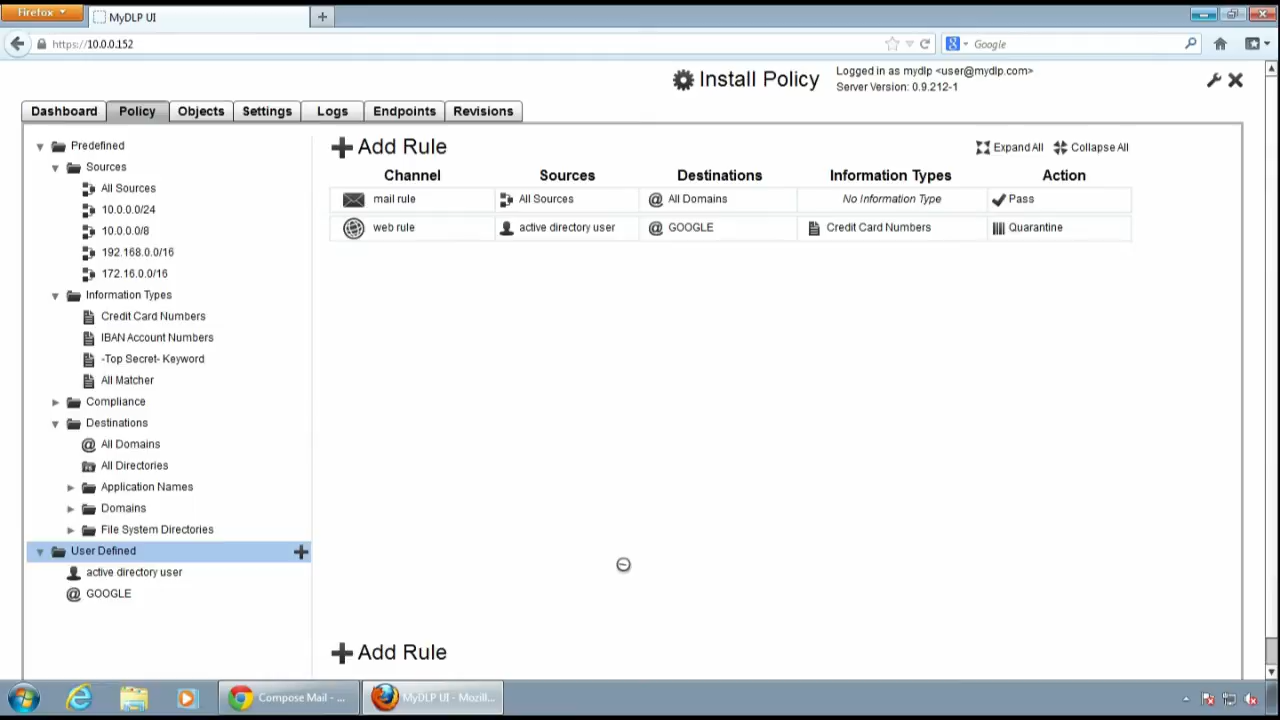 Firefox
MyDLP UI
https://10.0.0.152
Google
Install Policy
Logged in as mydlp <user@mydlp.com>
Server Version: 0.9.212-1
Dashboard Policy Objects Settings Logs Endpoints Revisions
Predefined
Sources
All Sources
10.0.0.0/24
10.0.0.0/8
192.168.0.0/16
172.16.0.0/16
Information Types
Credit Card Numbers
IBAN Account Numbers
-Top Secret- Keyword
All Matcher
Compliance
Destinations
All Domains
All Directories
Application Names
Domains
File System Directories
User Defined
active directory user
GOOGLE
Add Rule
Expand All Collapse All
Channel Sources Destinations Information Types Action
mail rule All Sources All Domains No Information Type Pass
web rule active directory user GOOGLE Credit Card Numbers Quarantine
Add Rule
Compose Mail - ...
MyDLP UI - Mozill...